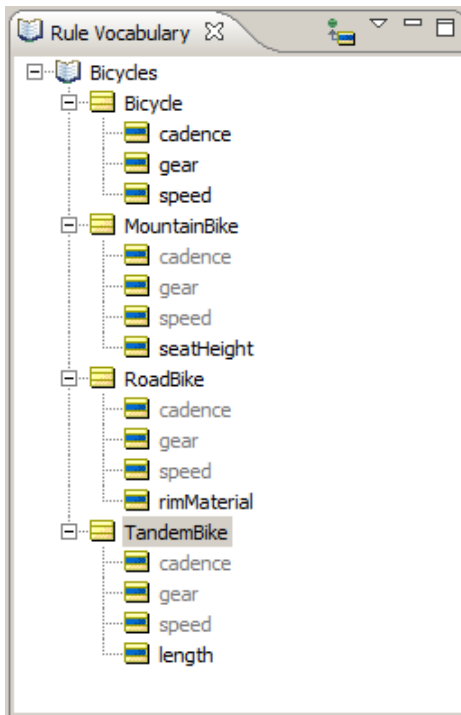 Rule Vocabulary
Bicycles
Bicycle
cadence
gear
speed
MountainBike
cadence
gear
speed
seatHeight
RoadBike
cadence
gear
speed
rimMaterial
TandemBike
cadence
gear
speed
length